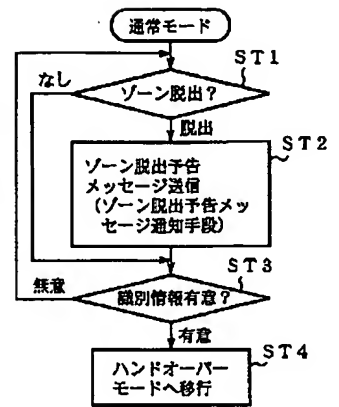 通常モード
ST1
なし
ゾーン脱出?
脱出
ST2
ゾーン脱出予告
メッセージ送信
(ゾーン脱出予告メッ
セージ通知手段)
ST3
無意
識別情報有意?
有意
ST4
ハンドオーバー
モードへ移行